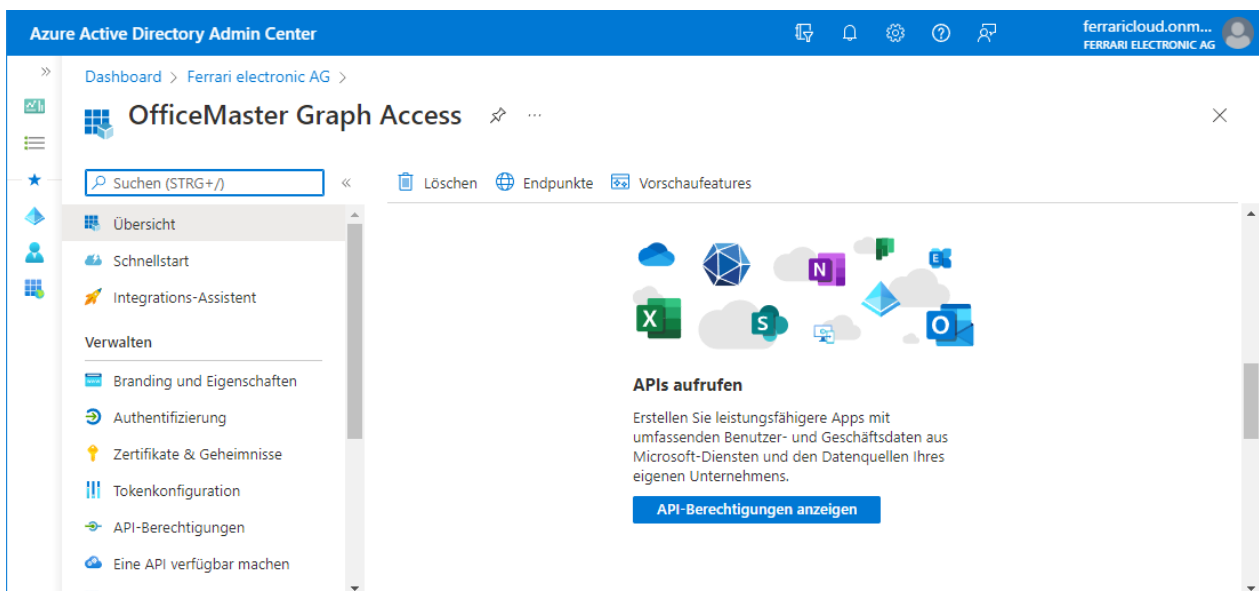 Azure Active Directory Admin Center
ferraricloud.onm...
FERRARI ELECTRONIC AG
Dashboard > Ferrari electronic AG >
OfficeMaster Graph Access
Suchen (STRG+/)
Löschen
Endpunkte
Vorschaufeatures
Übersicht
Schnellstart
Integrations-Assistent
Verwalten
Branding und Eigenschaften
Authentifizierung
Zertifikate & Geheimnisse
Tokenkonfiguration
API-Berechtigungen
Eine API verfügbar machen
N
E
X
S
O
APIs aufrufen
Erstellen Sie leistungsfähigere Apps mit
umfassenden Benutzer- und Geschäftsdaten aus
Microsoft-Diensten und den Datenquellen Ihres
eigenen Unternehmens.
API-Berechtigungen anzeigen